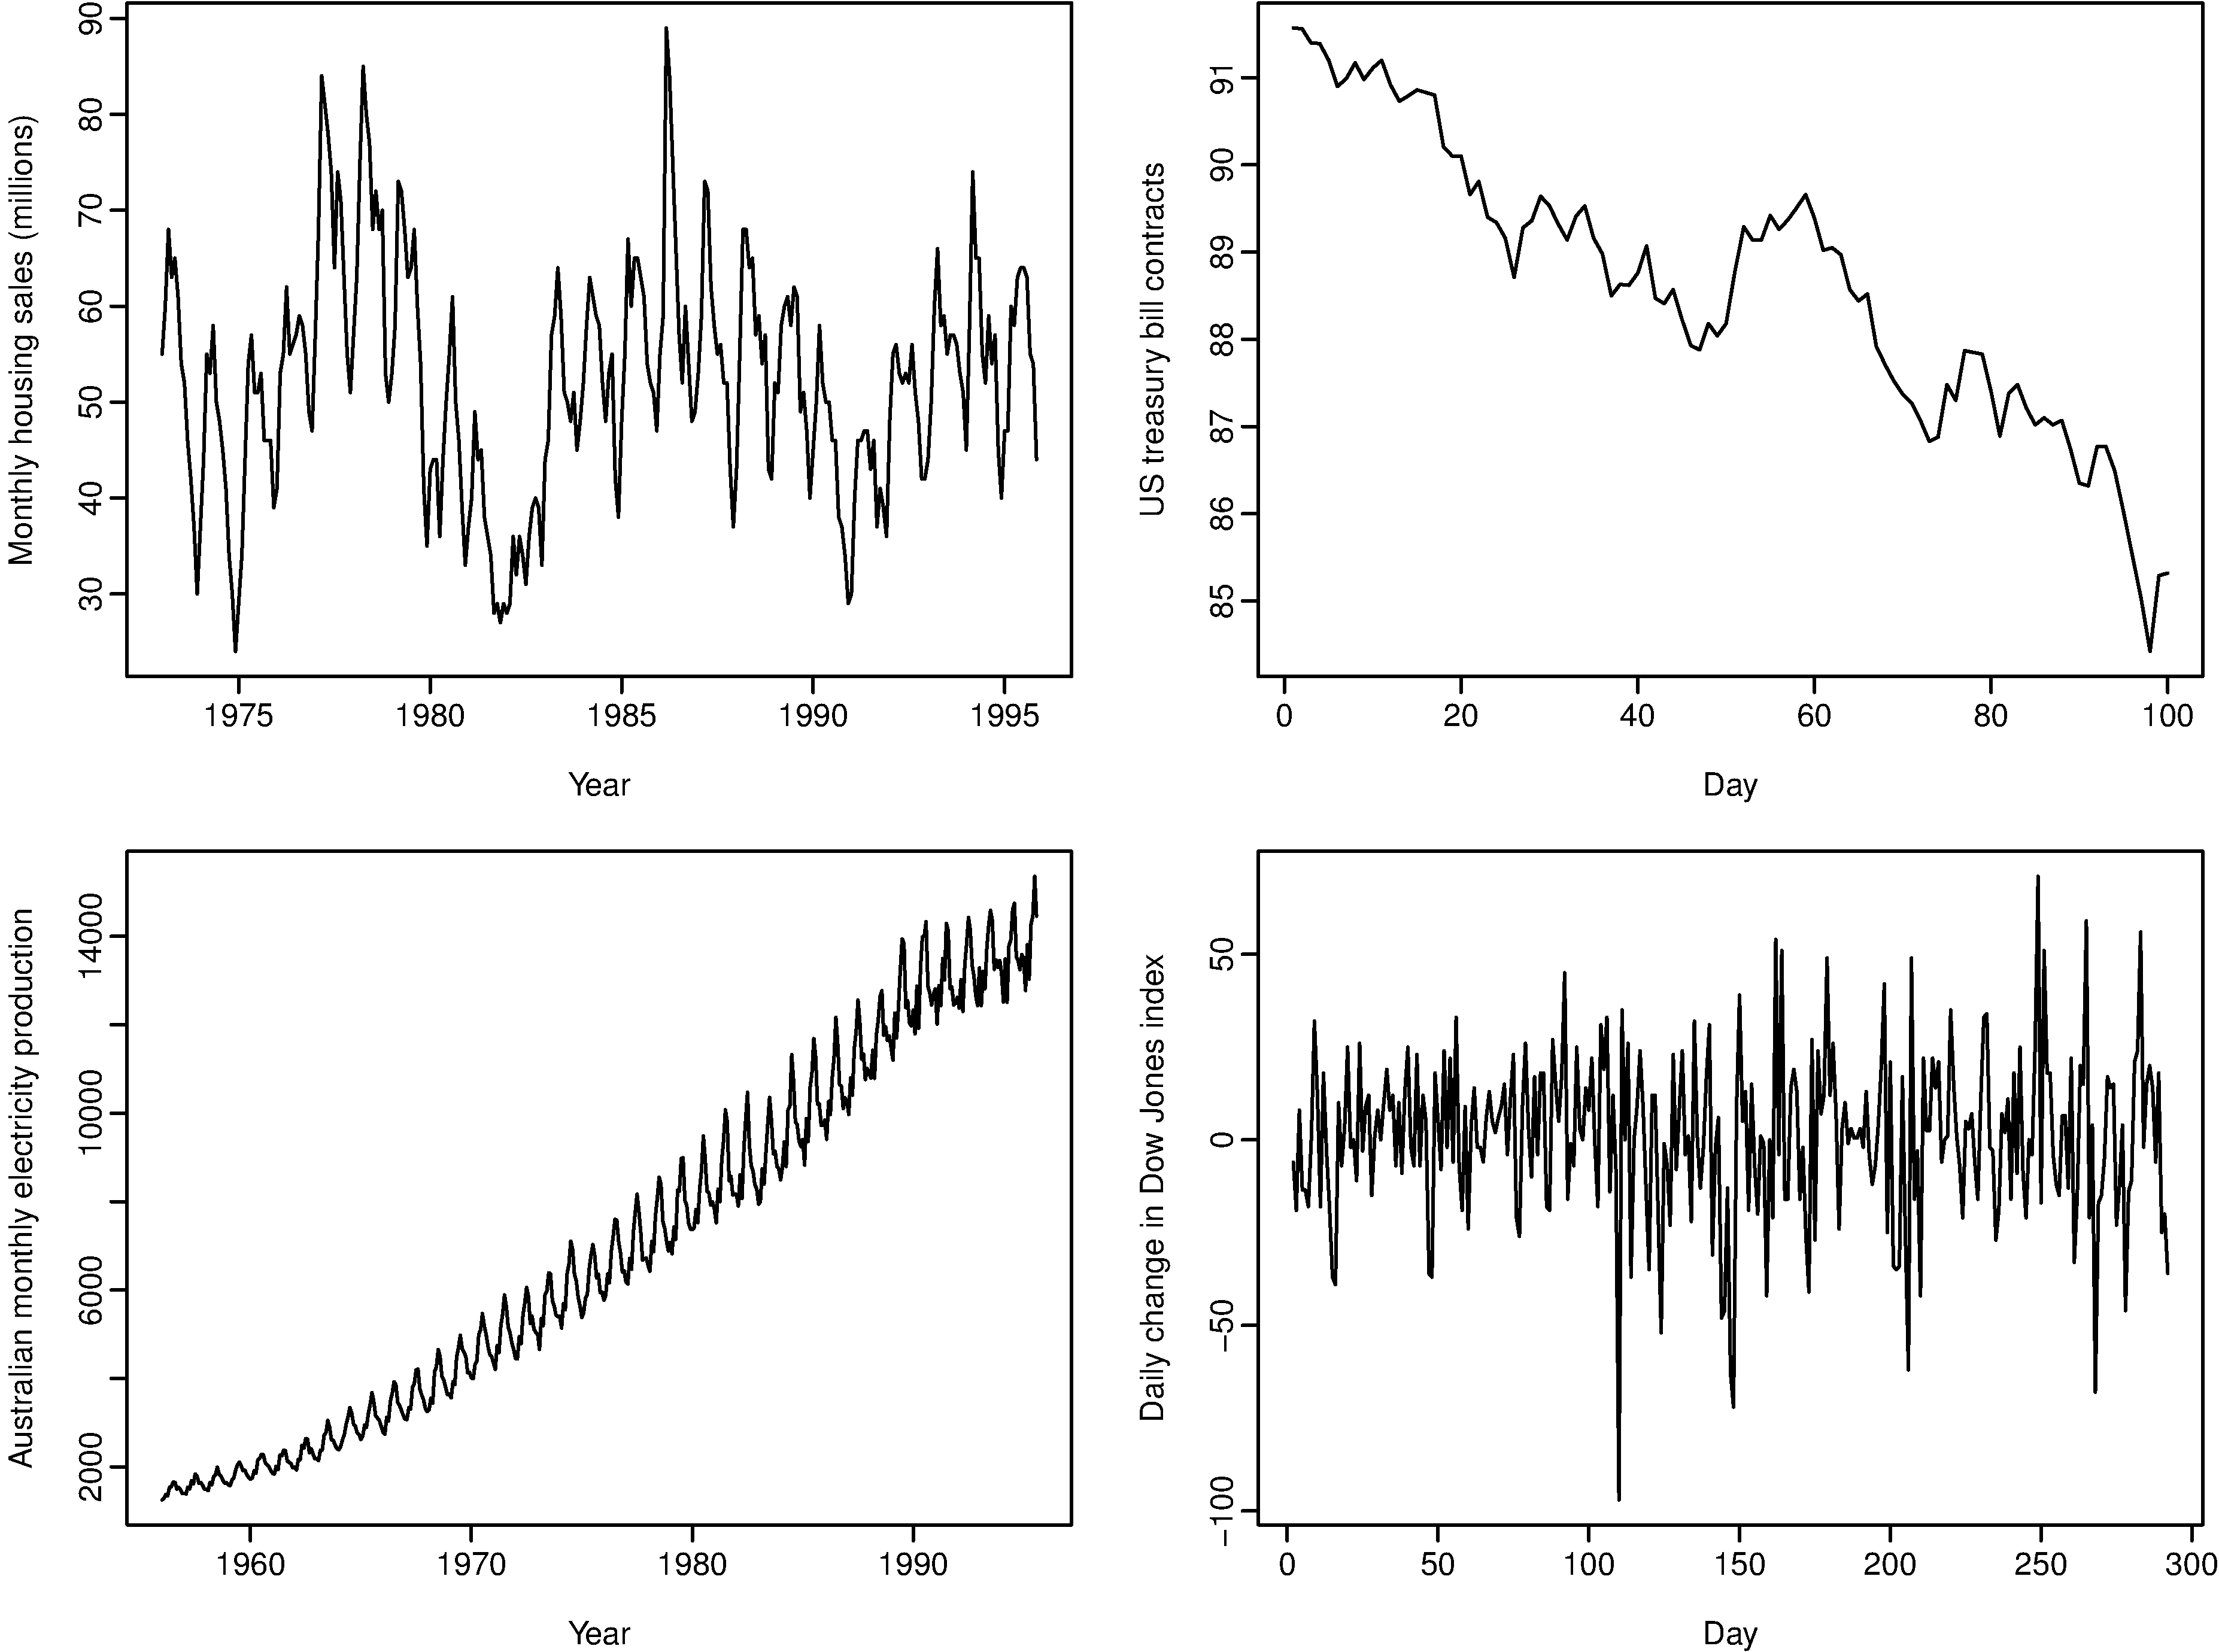 Monthly housing sales (millions)
90
80
70
60
50
40
30
1975 1980 1985 1990 1995
Year
US treasury bill contracts
91
90
89
88
87
86
85
0 20 40 60 80 100
Day
Australian monthly electricity production
14000
10000
6000
2000
1960 1970 1980 1990
Year
Daily change in Dow Jones index
50
0
−50
−100
0 50 100 150 200 250 300
Day